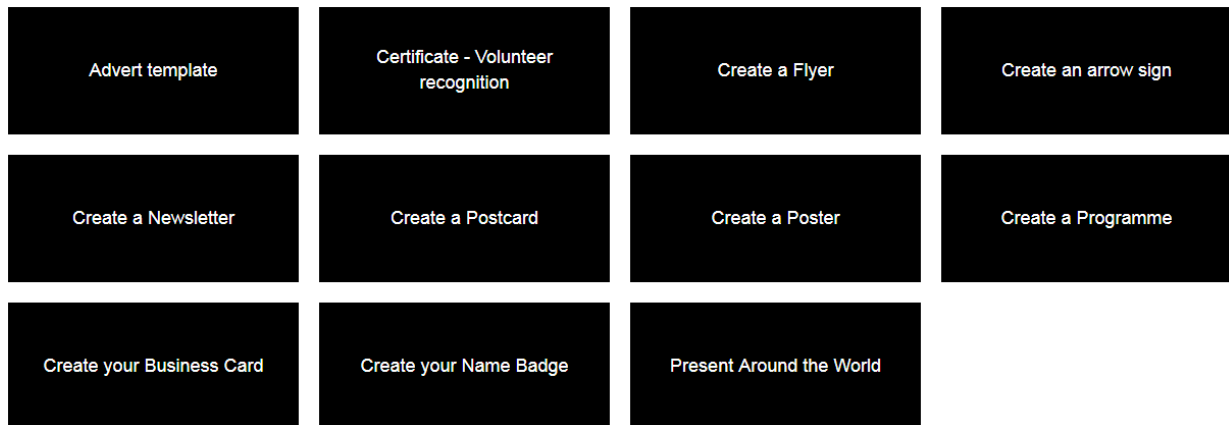 Advert template
Certificate - Volunteer
recognition
Create a Flyer
Create an arrow sign
Create a Newsletter
Create a Postcard
Create a Poster
Create a Programme
Create your Business Card
Create your Name Badge
Present Around the World